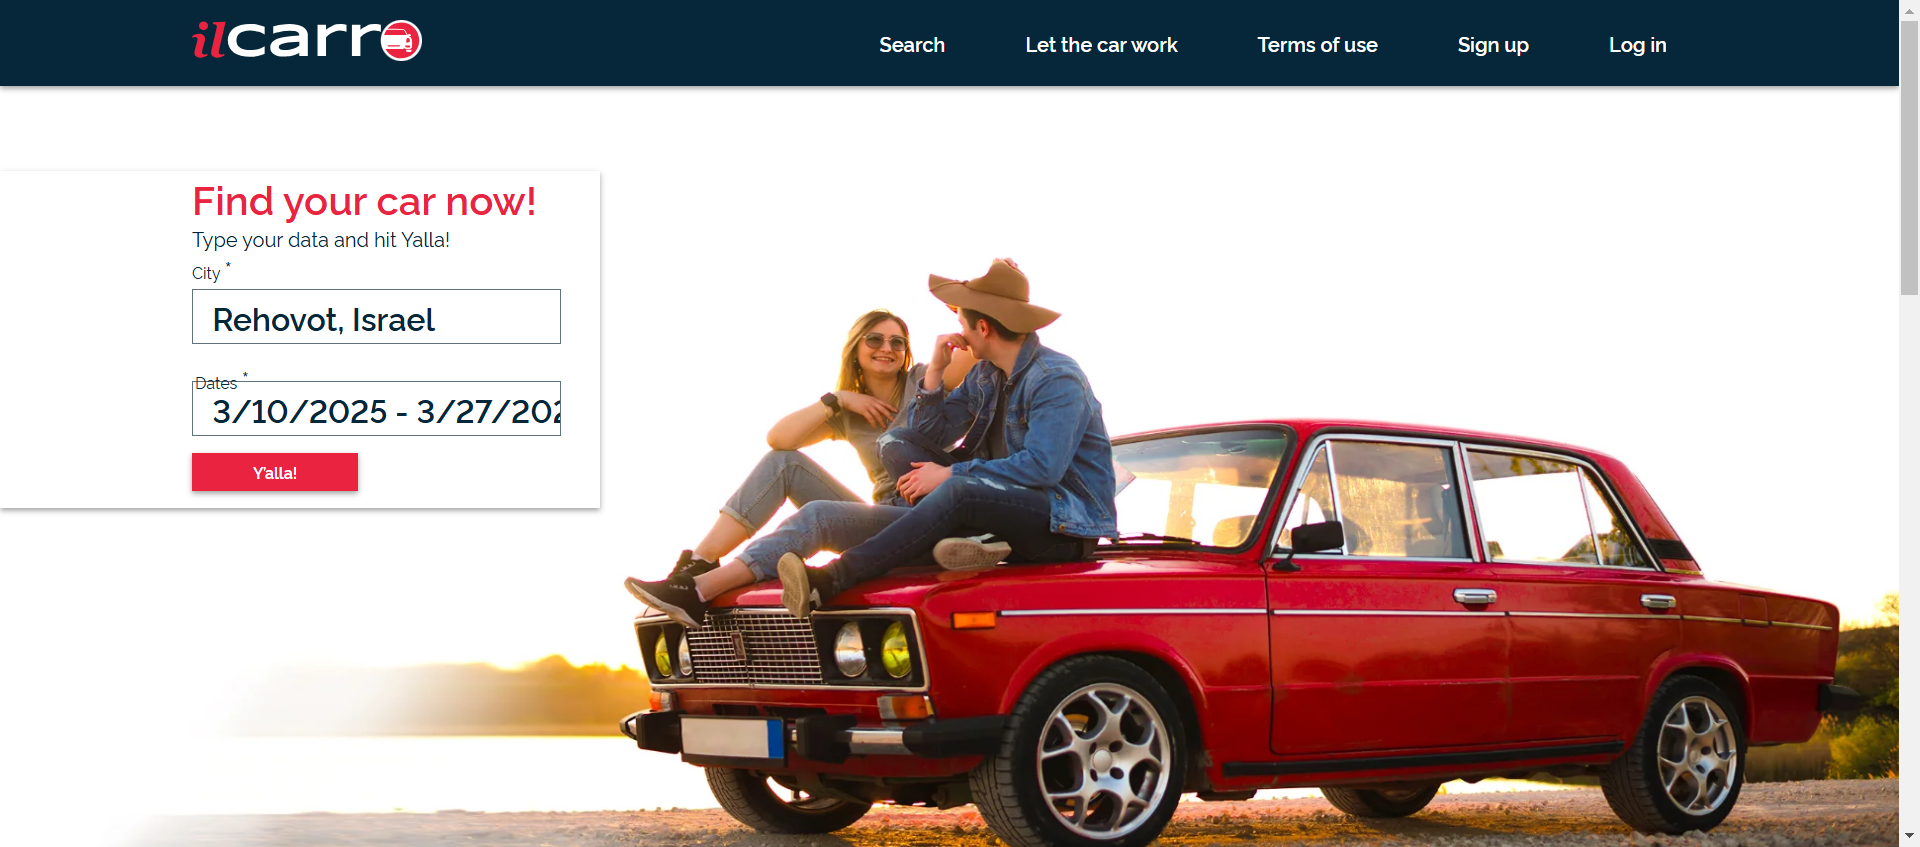 ilcarro
Search Let the car work Terms of use Sign up Log in
Find your car now!
Type your data and hit Yalla!
City *
Rehovot, Israel
Dates *
3/10/2025 - 3/27/202
Y'alla!